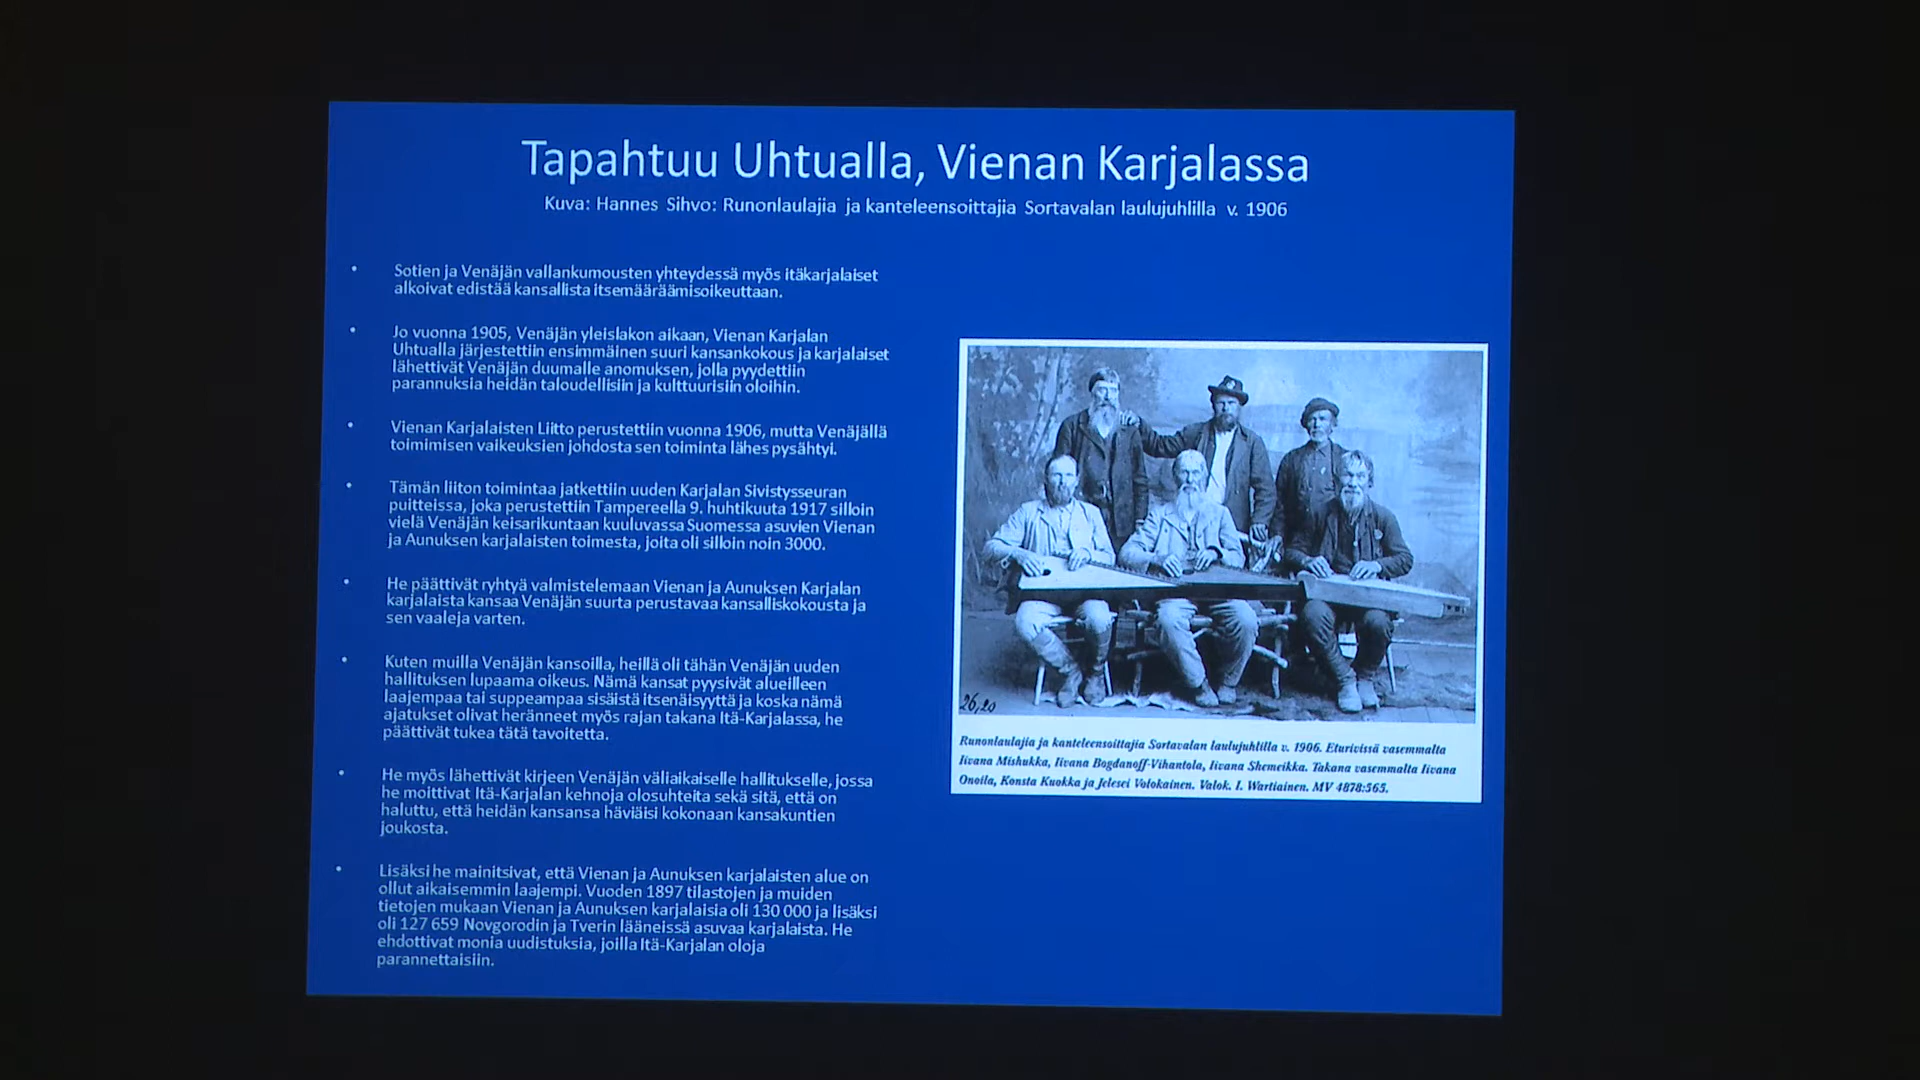 Tapahtuu Uhtualla, Vienan Karjalassa
Kuva: Hannes Sihvo: Runonlaulajia ja kanteleensoittajia Sortavalan laulujuhlilla v. 1906
• Sotien ja Venäjän vallankumousten yhteydessä myös itäkarjalaiset
alkoivat edistää kansallista itsemääräämisoikeuttaan.
• Jo vuonna 1905, Venäjän yleislakon aikaan, Vienan Karjalan
Uhtualla järjestettiin ensimmäinen suuri kansankokous ja karjalaiset
lähettivät Venäjän duumalle anomuksen, jolla pyydettiin
parannuksia heidän taloudellisiin ja kulttuurisiin oloihin.
• Vienan Karjalaisten Liitto perustettiin vuonna 1906, mutta Venäjällä
toimimisen vaikeuksien johdosta sen toiminta lähes pysähtyi.
• Tämän liiton toimintaa jatkettiin uuden Karjalan Sivistysseuran
puitteissa, joka perustettiin Tampereella 9. huhtikuuta 1917 silloin
vielä Venäjän keisarikuntaan kuuluvassa Suomessa asuvien Vienan
ja Aunuksen karjalaisten toimesta, joita oli silloin noin 3000.
• He päättivät ryhtyä valmistelemaan Vienan ja Aunuksen Karjalan
karjalaista kansaa Venäjän suurta perustavaa kansalliskokousta ja
sen vaaleja varten.
• Kuten muilla Venäjän kansoilla, heillä oli tähän Venäjän uuden
hallituksen lupaama oikeus. Nämä kansat pyysivät alueilleen
laajempaa tai suppeampaa sisäistä itsenäisyyttä ja koska nämä
ajatukset olivat heränneet myös rajan takana Itä-Karjalassa, he
päättivät tukea tätä tavoitetta.
• He myös lähettivät kirjeen Venäjän väliaikaiselle hallitukselle, jossa
he moittivat Itä-Karjalan kehnoja olosuhteita sekä sitä, että on
haluttu, että heidän kansansa häviäisi kokonaan kansakuntien
joukosta.
• Lisäksi he mainitsivat, että Vienan ja Aunuksen karjalaisten alue on
ollut aikaisemmin laajempi. Vuoden 1897 tilastojen ja muiden
tietojen mukaan Vienan ja Aunuksen karjalaisia oli 130 000 ja lisäksi
oli 127 659 Novgorodin ja Tverin lääneissä asuvaa karjalaista. He
ehdottivat monia uudistuksia, joilla Itä-Karjalan oloja
parannettaisiin.
26,20
Runonlaulajia ja kanteleensoittajia Sortavalan laulujuhlilla v. 1906. Eturivissä vasemmalta
Iivana Mishukka, Iivana Bogdanoff-Vihantola, Iivana Shemeikka. Takana vasemmalta Iivana
Onoila, Konsta Kuokka ja Jelesei Volokainen. Valok. I. Wartiainen. MV 4878:565.